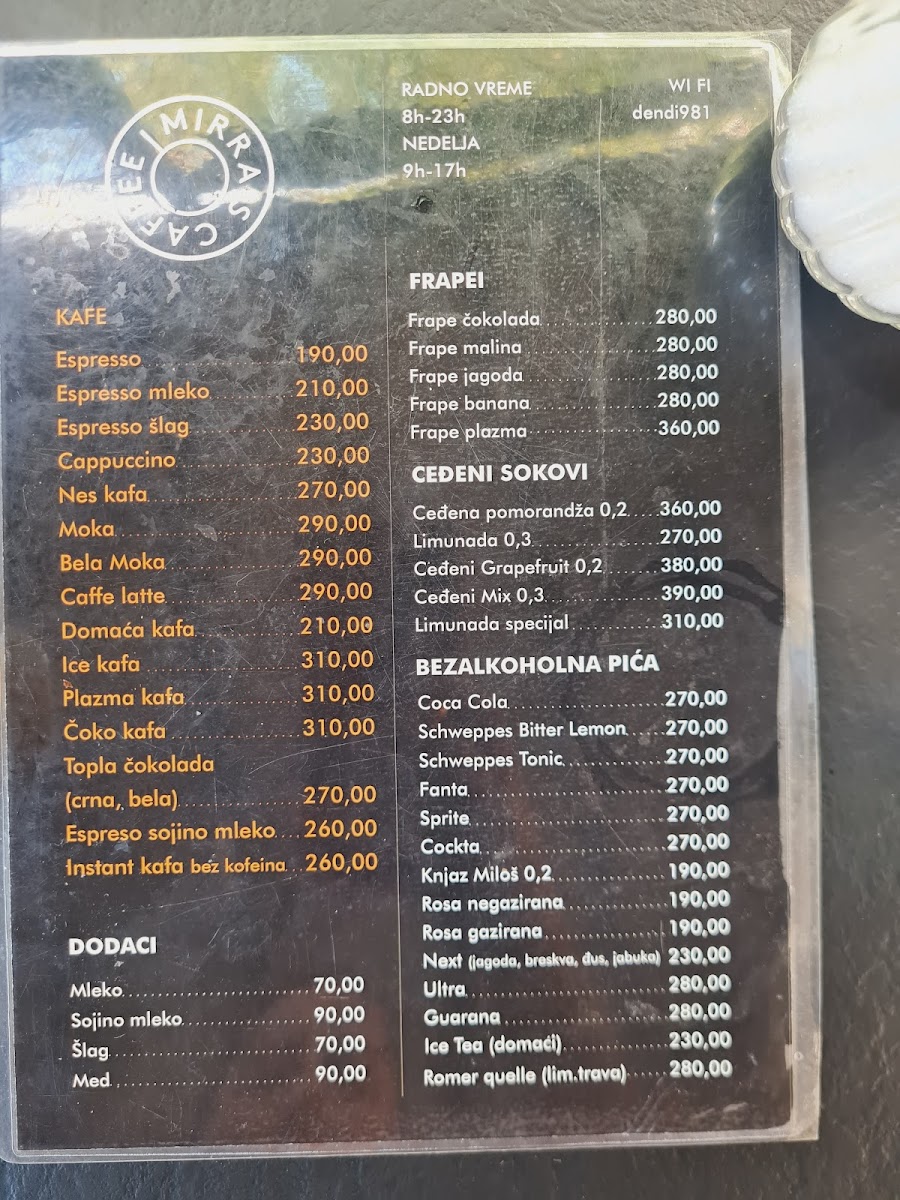 MIRRA'S CAFFEE
RADNO VREME
8h-23h
NEDELJA
9h-17h
WI FI
dendi981
KAFE
Espresso 190,00
Espresso mleko 210,00
Espresso šlag 230,00
Cappuccino 230,00
Nes kafa 270,00
Moka 290,00
Bela Moka 290,00
Caffe latte 290,00
Domaća kafa 210,00
Ice kafa 310,00
Plazma kafa 310,00
Čoko kafa 310,00
Topla čokolada
(crna, bela) 270,00
Espreso sojino mleko 260,00
Instant kafa bez kofeina 260,00
DODACI
Mleko 70,00
Sojino mleko 90,00
Šlag 70,00
Med 90,00
FRAPEI
Frape čokolada 280,00
Frape malina 280,00
Frape jagoda 280,00
Frape banana 280,00
Frape plazma 360,00
CEĐENI SOKOVI
Ceđena pomorandža 0,2 360,00
Limunada 0,3 270,00
Ceđeni Grapefruit 0,2 380,00
Ceđeni Mix 0,3 390,00
Limunada specijal 310,00
BEZALKOHOLNA PIĆA
Coca Cola 270,00
Schweppes Bitter Lemon 270,00
Schweppes Tonic 270,00
Fanta 270,00
Sprite 270,00
Cockta 270,00
Knjaz Miloš 0,2 190,00
Rosa negazirana 190,00
Rosa gazirana 190,00
Next (jagoda, breskva, đus, jabuka) 230,00
Ultra 280,00
Guarana 280,00
Ice Tea (domaći) 230,00
Romer quelle (lim.trava) 280,00